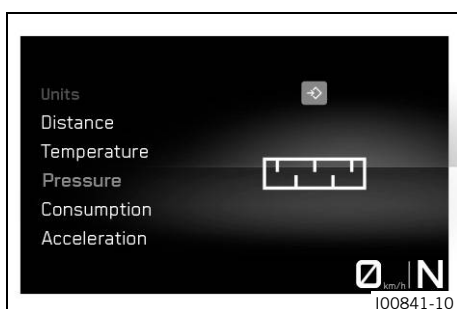 Units
Distance
Temperature
Pressure
Consumption
Acceleration
0 km/h N
I00841-10